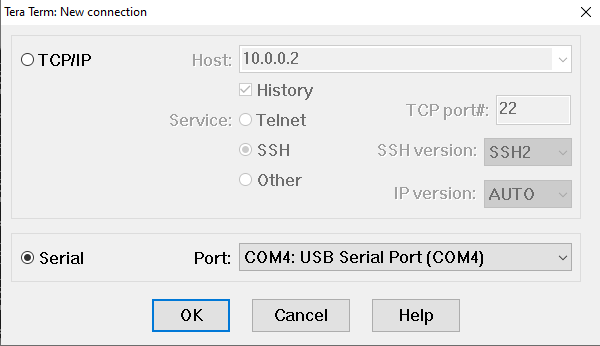 Tera Term: New connection
TCP/IP
Host: 10.0.0.2
History
Service: Telnet
TCP port#: 22
SSH
SSH version: SSH2
Other
IP version: AUTO
Serial
Port: COM4: USB Serial Port (COM4)
OK Cancel Help